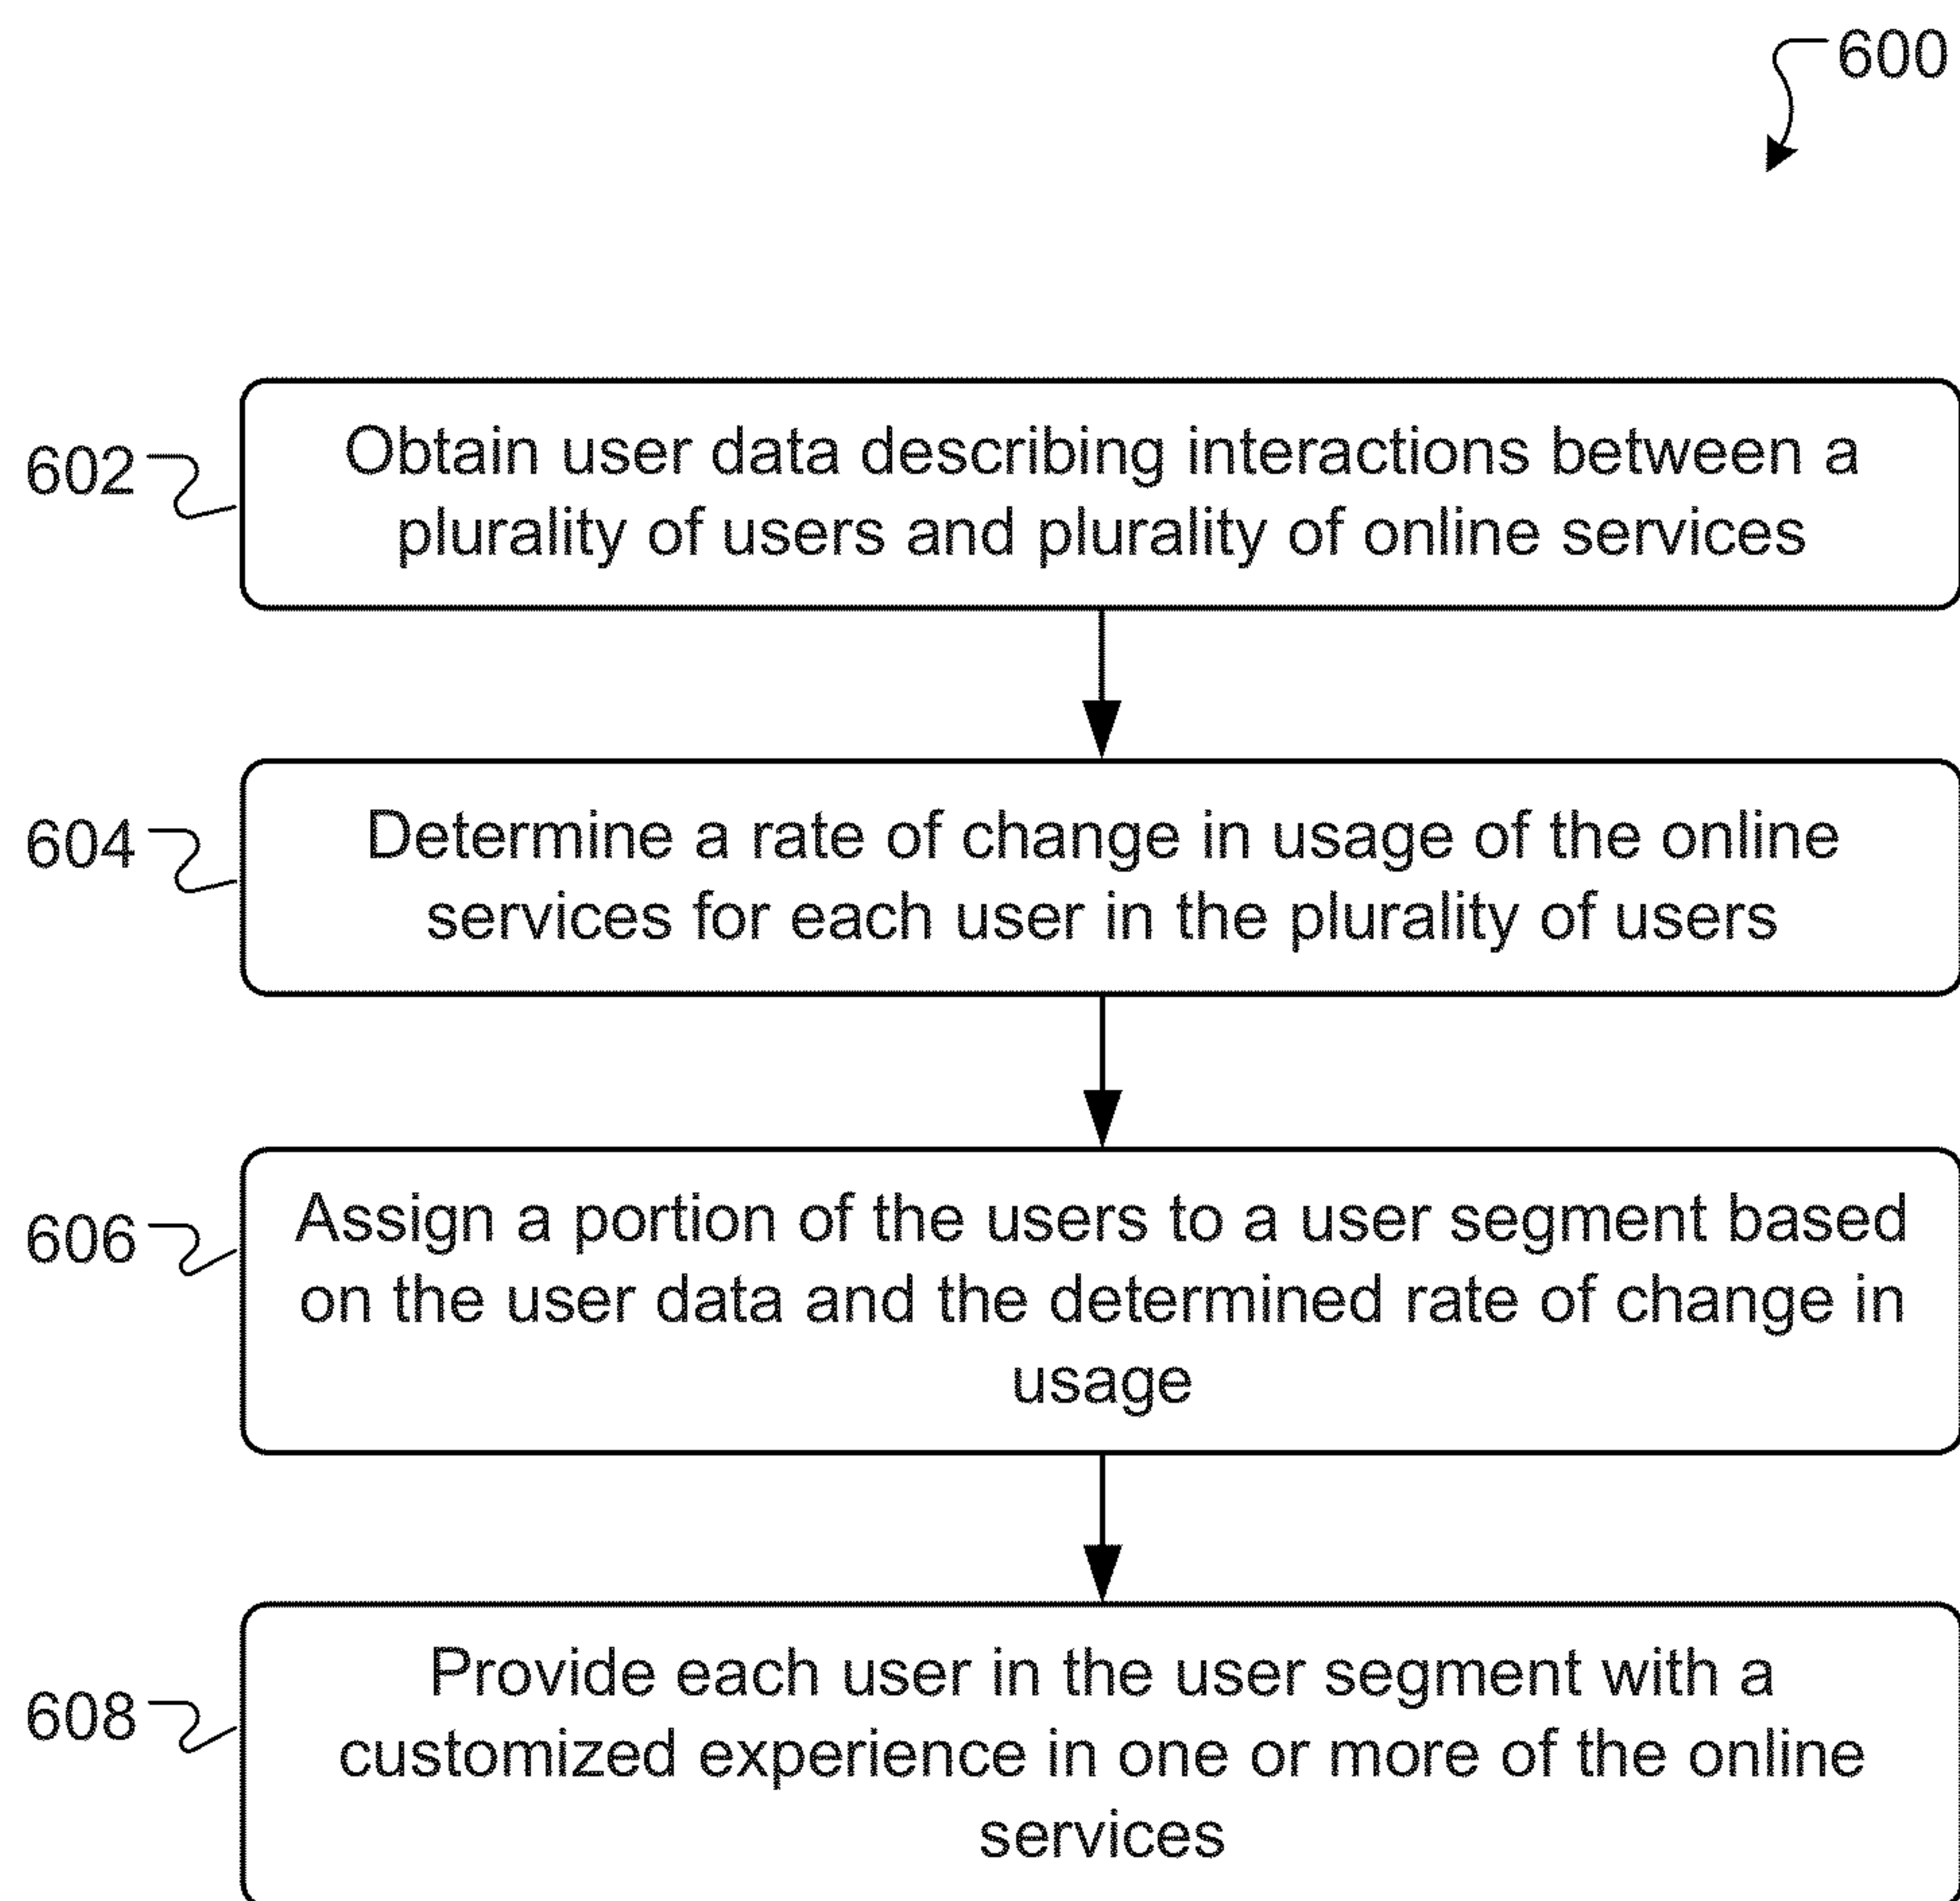 600
602
Obtain user data describing interactions between a
plurality of users and plurality of online services
604
Determine a rate of change in usage of the online
services for each user in the plurality of users
606
Assign a portion of the users to a user segment based
on the user data and the determined rate of change in
usage
608
Provide each user in the user segment with a
customized experience in one or more of the online
services